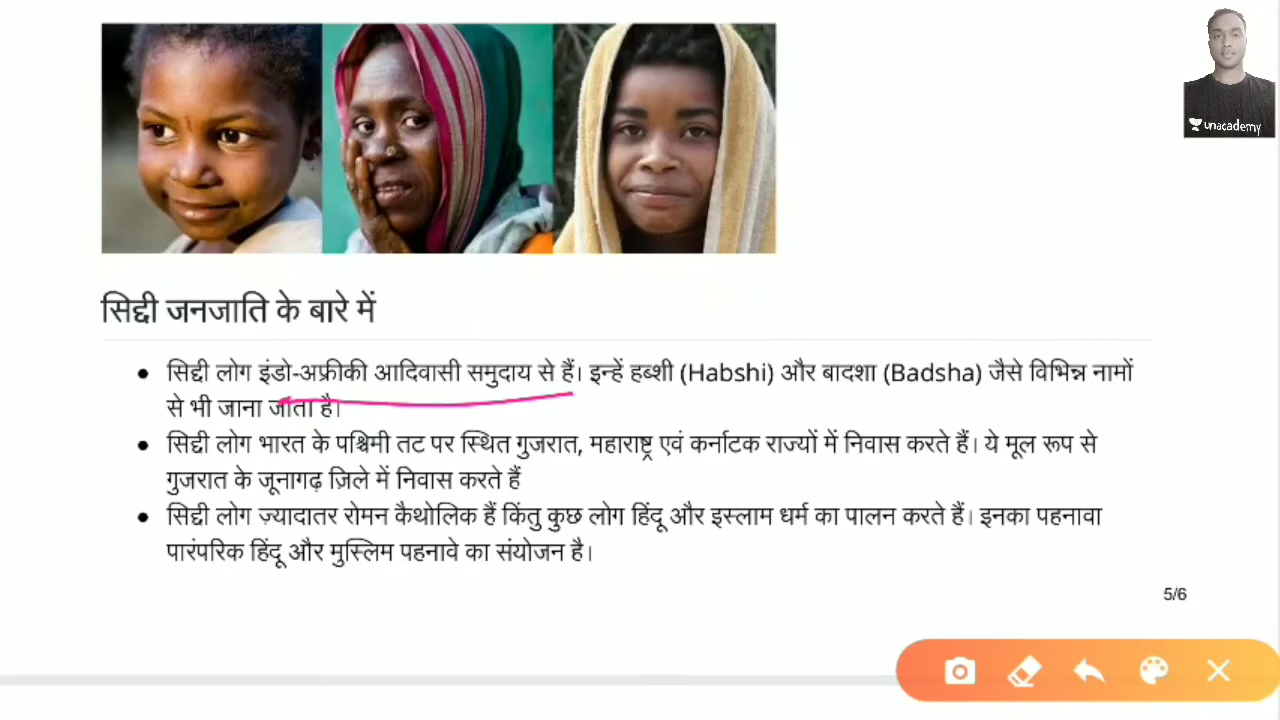 unacademy
सिद्दी जनजाति के बारे में
सिद्दी लोग इंडो-अफ्रीकी आदिवासी समुदाय से हैं। इन्हें हब्शी (Habshi) और बादशा (Badsha) जैसे विभिन्न नामों
से भी जाना जाता है।
सिद्दी लोग भारत के पश्चिमी तट पर स्थित गुजरात, महाराष्ट्र एवं कर्नाटक राज्यों में निवास करते हैं। ये मूल रूप से
गुजरात के जूनागढ़ ज़िले में निवास करते हैं
सिद्दी लोग ज़्यादातर रोमन कैथोलिक हैं किंतु कुछ लोग हिंदू और इस्लाम धर्म का पालन करते हैं। इनका पहनावा
पारंपरिक हिंदू और मुस्लिम पहनावे का संयोजन है।
5/6